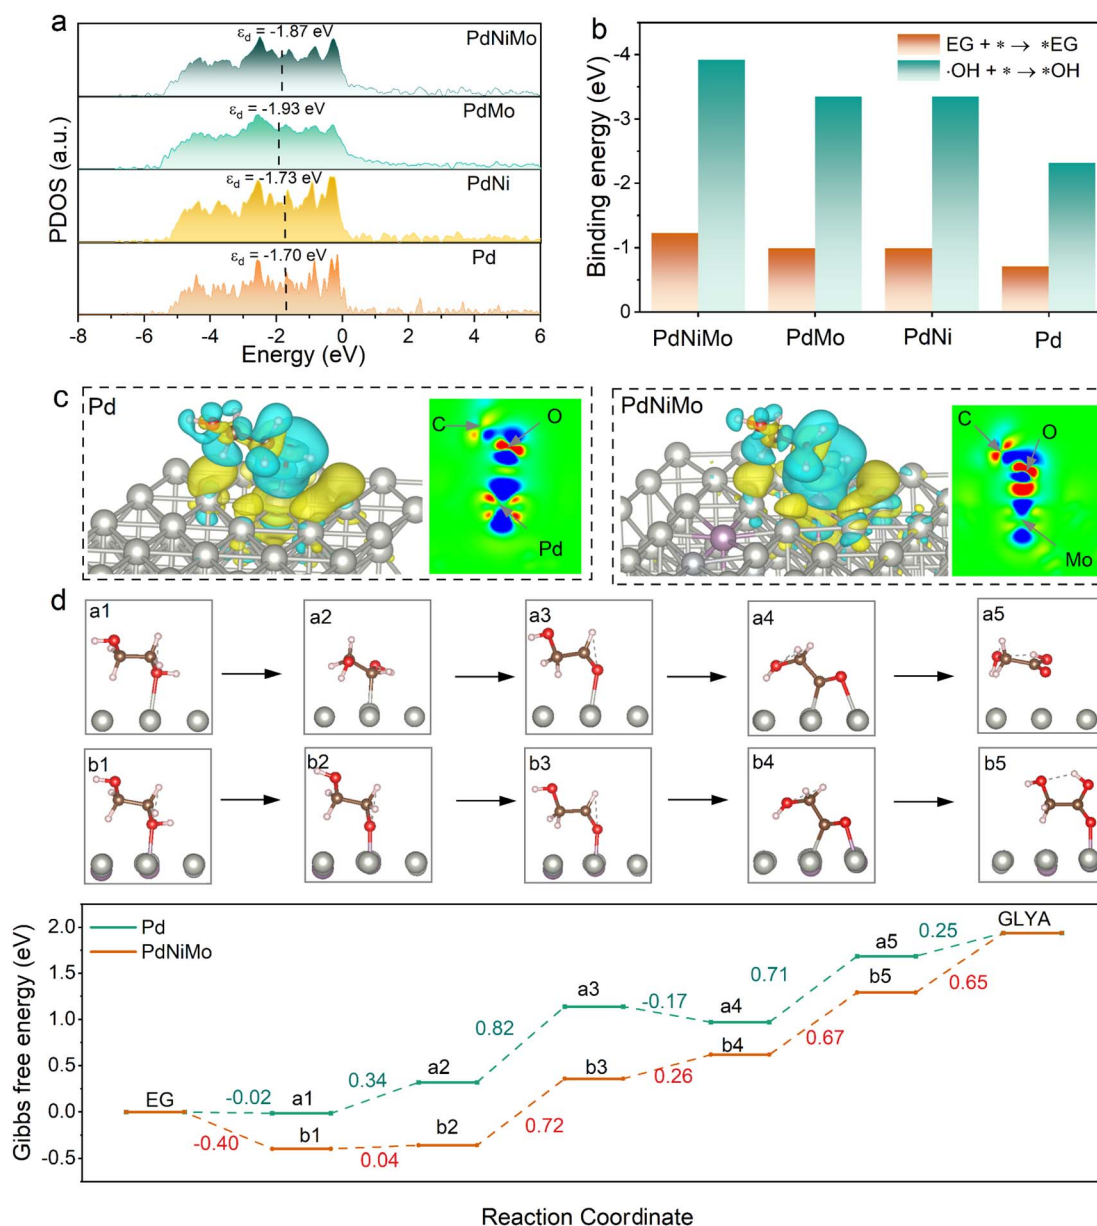 a
PDOS (a.u.)
εd = -1.87 eV
PdNiMo
εd = -1.93 eV
PdMo
εd = -1.73 eV
PdNi
εd = -1.70 eV
Pd
-8 -6 -4 -2 0 2 4 6
Energy (eV)
b
Binding energy (eV)
-4
-3
-2
-1
0
EG + * → *EG
·OH + * → *OH
PdNiMo PdMo PdNi Pd
c
Pd
C
O
Pd
PdNiMo
C
O
Mo
d
a1
a2
a3
a4
a5
b1
b2
b3
b4
b5
Gibbs free energy (eV)
2.0
1.5
1.0
0.5
0.0
-0.5
Pd
PdNiMo
EG
-0.02
a1
0.34
a2
0.82
a3
-0.17
a4
0.71
a5
0.25
GLYA
-0.40
b1
0.04
b2
0.72
b3
0.26
b4
0.67
b5
0.65
Reaction Coordinate